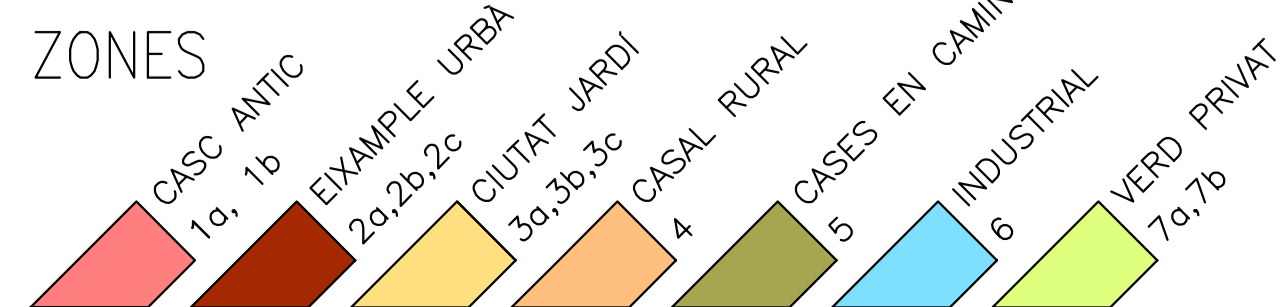 ZONES
CASC ANTIC
1a, 1b
EIXAMPLE URBÀ
2a,2b,2c
CIUTAT JARDÍ
3a,3b,3c
CASAL RURAL
4
CASES EN CAMIN
5
INDUSTRIAL
6
VERD PRIVAT
7a,7b